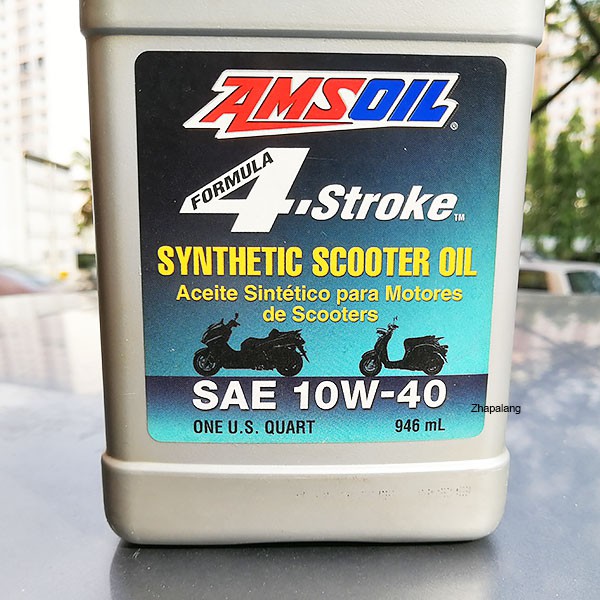 AMSOIL®
FORMULA
4-Stroke™
SYNTHETIC SCOOTER OIL
Aceite Sintético para Motores
de Scooters
SAE 10W-40
Zhapalang
ONE U.S. QUART 946 mL